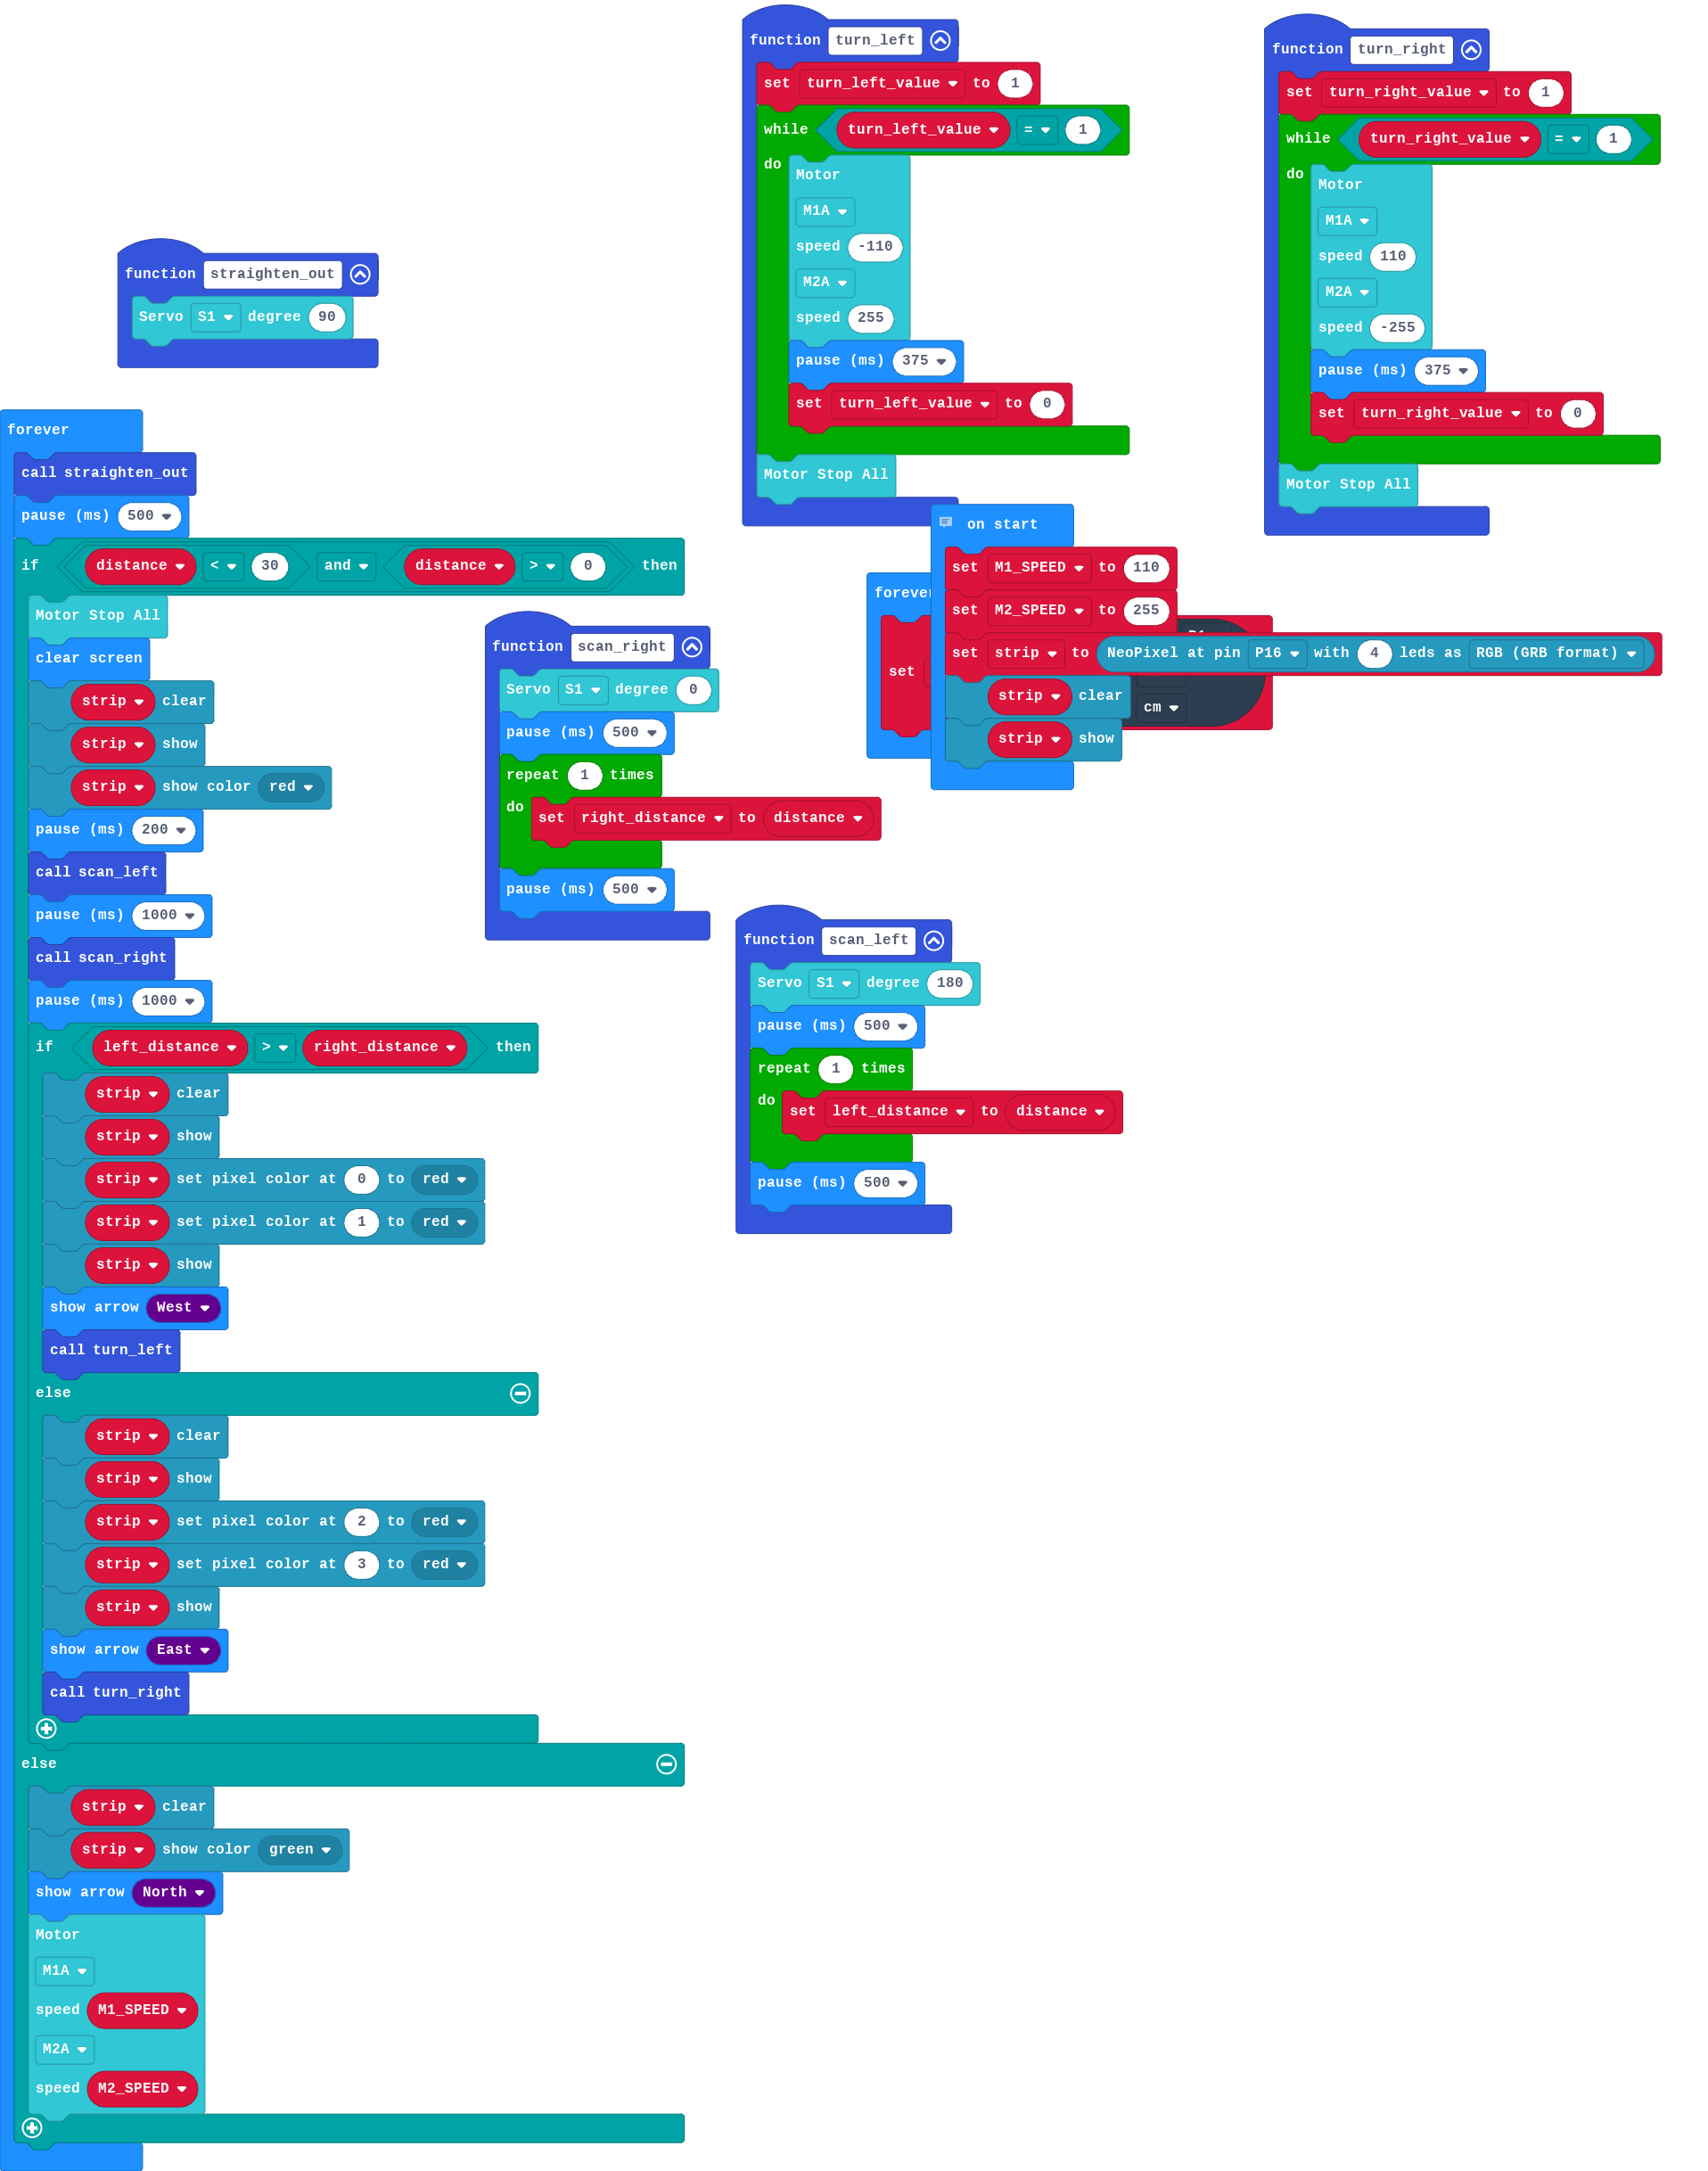 function straighten_out
Servo S1 degree 90
forever
call straighten_out
pause (ms) 500
if distance < 30 and distance > 0 then
Motor Stop All
clear screen
strip clear
strip show
strip show color red
pause (ms) 200
call scan_left
pause (ms) 1000
call scan_right
pause (ms) 1000
if left_distance > right_distance then
strip clear
strip show
strip set pixel color at 0 to red
strip set pixel color at 1 to red
strip show
show arrow West
call turn_left
else
strip clear
strip show
strip set pixel color at 2 to red
strip set pixel color at 3 to red
strip show
show arrow East
call turn_right
else
strip clear
strip show color green
show arrow North
Motor
M1A
speed M1_SPEED
M2A
speed M2_SPEED
function scan_right
Servo S1 degree 0
pause (ms) 500
repeat 1 times
do set right_distance to distance
pause (ms) 500
function turn_left
set turn_left_value to 1
while turn_left_value = 1
do
Motor
M1A
speed -110
M2A
speed 255
pause (ms) 375
set turn_left_value to 0
Motor Stop All
function turn_right
set turn_right_value to 1
while turn_right_value = 1
do
Motor
M1A
speed 110
M2A
speed -255
pause (ms) 375
set turn_right_value to 0
Motor Stop All
on start
set M1_SPEED to 110
set M2_SPEED to 255
set strip to NeoPixel at pin P16 with 4 leds as RGB (GRB format)
strip clear
strip show
forever
set
cm
function scan_left
Servo S1 degree 180
pause (ms) 500
repeat 1 times
do set left_distance to distance
pause (ms) 500